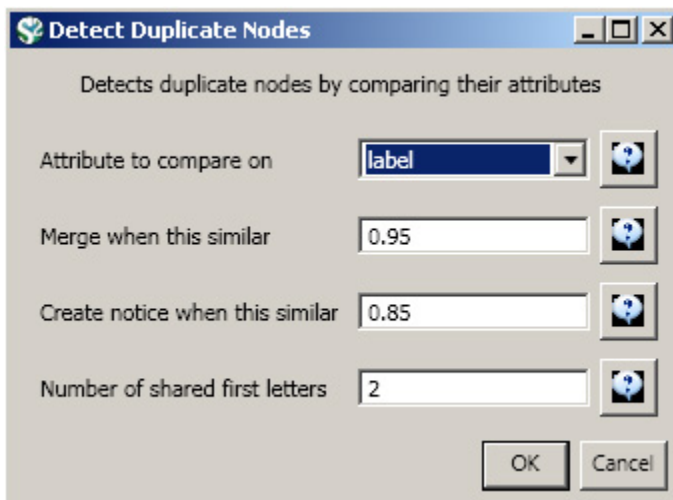 Detect Duplicate Nodes
Detects duplicate nodes by comparing their attributes
Attribute to compare on label
Merge when this similar 0.95
Create notice when this similar 0.85
Number of shared first letters 2
OK Cancel